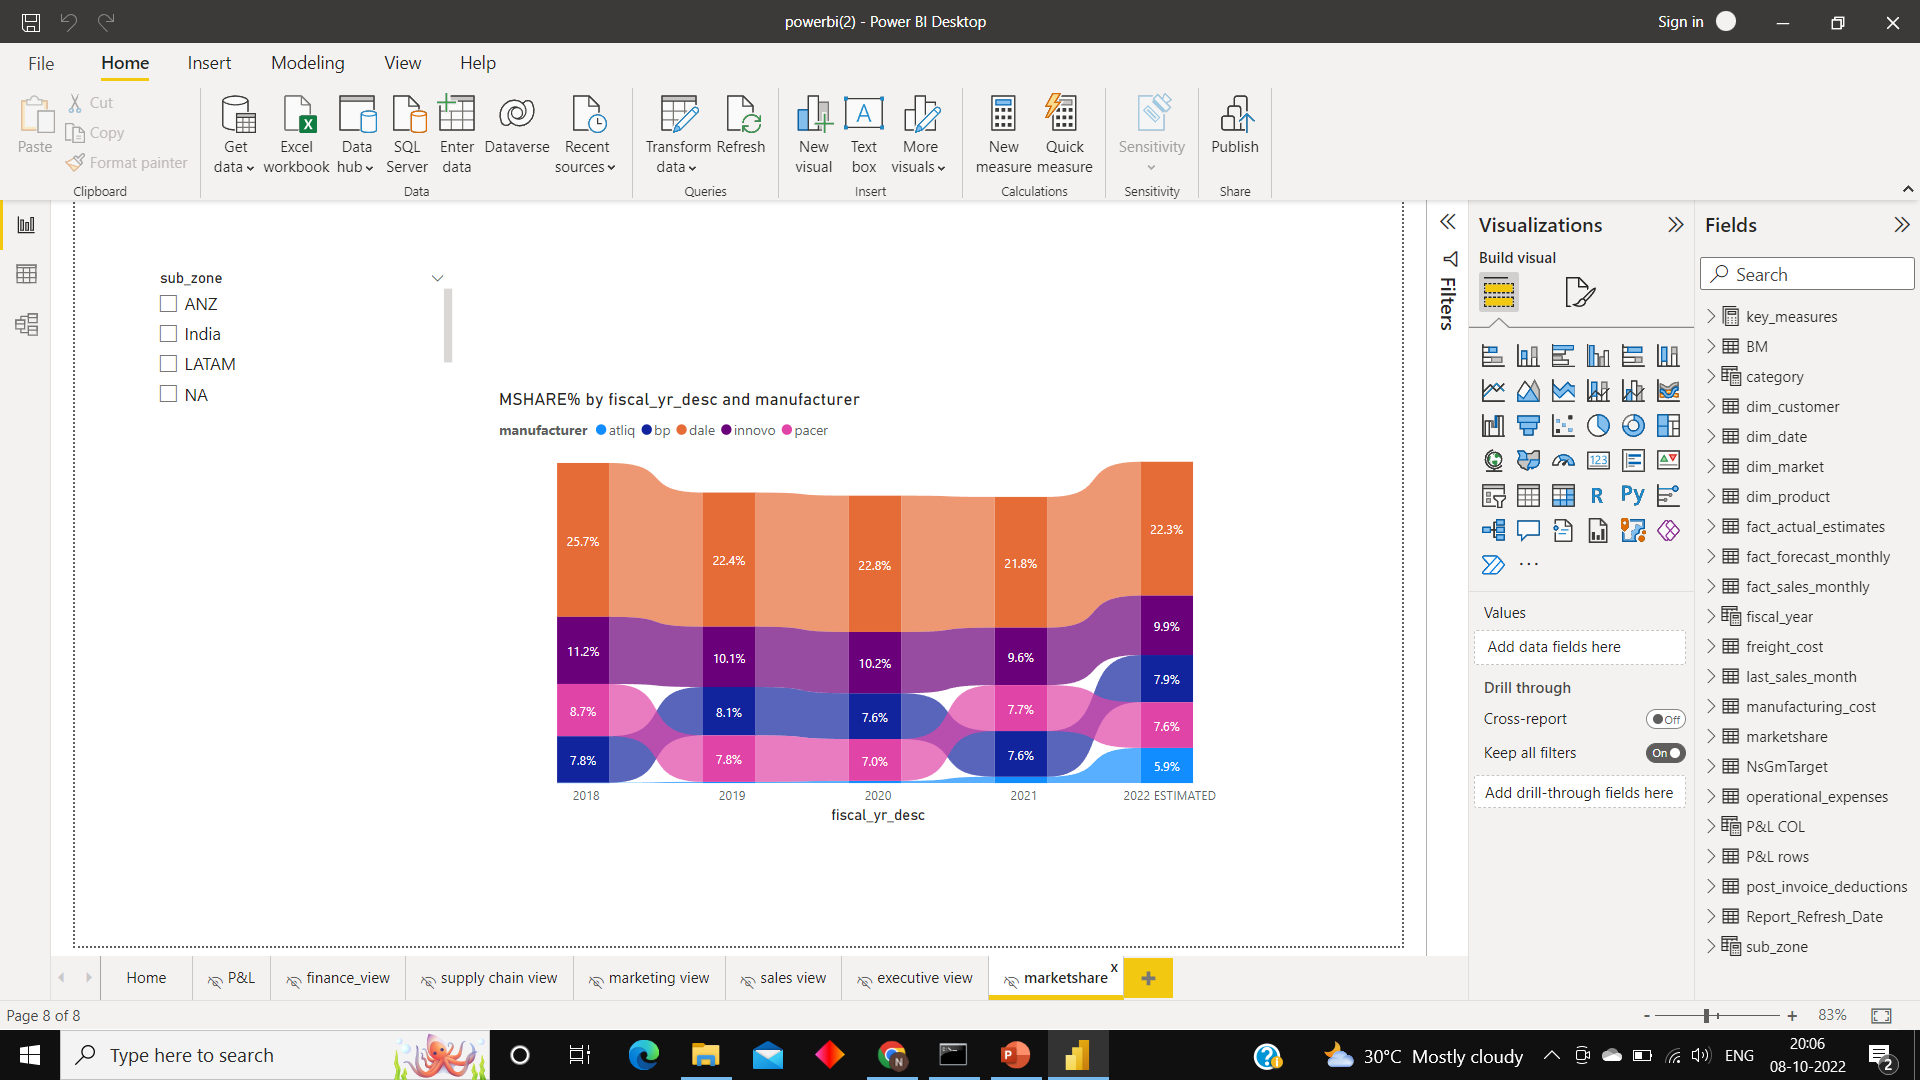 powerbi(2) - Power BI Desktop
Sign in
File Home Insert Modeling View Help
Paste
Cut
Copy
Format painter
Clipboard
Get data
Excel workbook
Data hub
SQL Server
Enter data
Dataverse
Recent sources
Data
Transform data
Refresh
Queries
New visual
Text box
More visuals
Insert
New measure
Quick measure
Calculations
Sensitivity
Sensitivity
Publish
Share
sub_zone
ANZ
India
LATAM
NA
MSHARE% by fiscal_yr_desc and manufacturer
manufacturer atliq bp dale innovo pacer
25.7%
11.2%
8.7%
7.8%
22.4%
10.1%
8.1%
7.8%
22.8%
10.2%
7.6%
7.0%
21.8%
9.6%
7.7%
7.6%
22.3%
9.9%
7.9%
7.6%
5.9%
2018 2019 2020 2021 2022 ESTIMATED
fiscal_yr_desc
Filters
Visualizations
Build visual
123
R
Py
Values
Add data fields here
Drill through
Cross-report
Off
Keep all filters
On
Add drill-through fields here
Fields
Search
key_measures
BM
category
dim_customer
dim_date
dim_market
dim_product
fact_actual_estimates
fact_forecast_monthly
fact_sales_monthly
fiscal_year
freight_cost
last_sales_month
manufacturing_cost
marketshare
NsGmTarget
operational_expenses
P&L COL
P&L rows
post_invoice_deductions
Report_Refresh_Date
sub_zone
Home P&L finance_view supply chain view marketing view sales view executive view marketshare x +
Page 8 of 8
- + 83%
Type here to search
30°C Mostly cloudy
ENG
20:06
08-10-2022
2